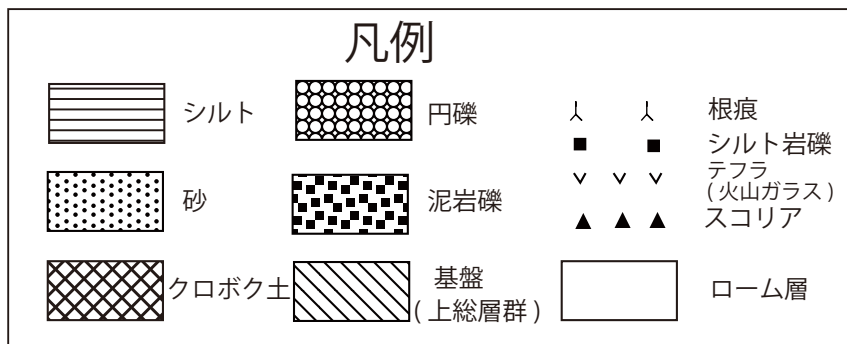 凡例
シルト
円礫
根痕
シルト岩礫
砂
泥岩礫
テフラ
(火山ガラス)
スコリア
クロボク土
基盤
(上総層群)
ローム層